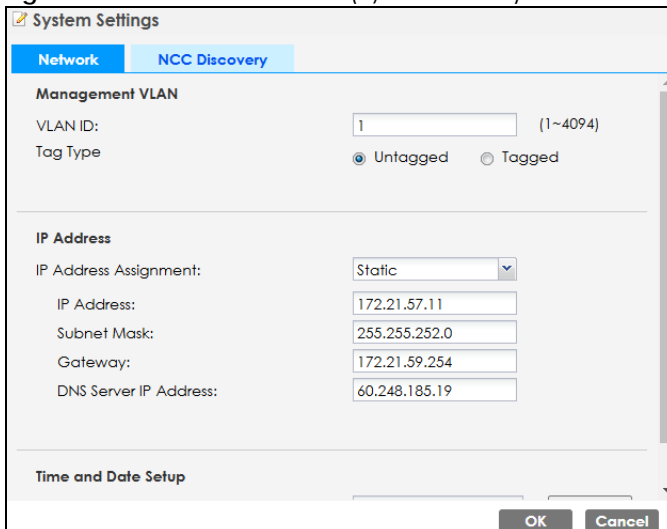 System Settings
Network NCC Discovery
Management VLAN
VLAN ID: 1 (1~4094)
Tag Type Untagged Tagged
IP Address
IP Address Assignment: Static
IP Address: 172.21.57.11
Subnet Mask: 255.255.252.0
Gateway: 172.21.59.254
DNS Server IP Address: 60.248.185.19
Time and Date Setup
OK Cancel